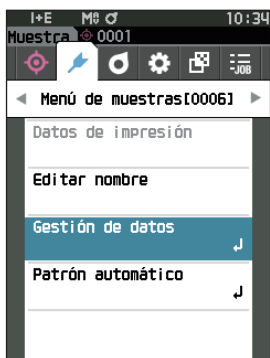 I+E M0 10:34
Muestra 0001
-JOB
Menú de muestras[0006]
Datos de impresión
Editar nombre
Gestión de datos
Patrón automático